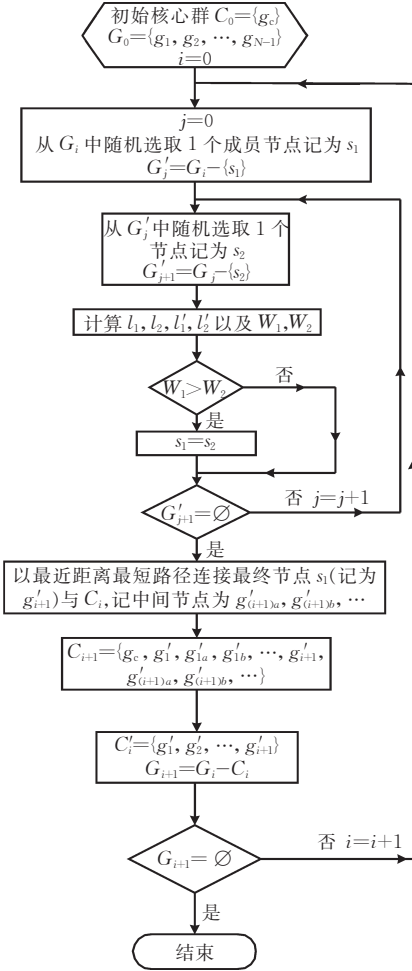 初始核心群 C₀={g_c}
G₀={g₁, g₂, …, g_{N-1}}
i=0
j=0
从 G_i 中随机选取 1 个成员节点记为 s₁
G′_j=G_i-{s₁}
从 G′_j 中随机选取 1 个
节点记为 s₂
G′_{j+1}=G_j-{s₂}
计算 l₁, l₂, l′₁, l′₂ 以及 W₁, W₂
W₁>W₂
否
是
s₁=s₂
G′_{j+1}=∅
否 j=j+1
是
以最近距离最短路径连接最终节点 s₁(记为
g′_{i+1})与 C_i, 记中间节点为 g′_{(i+1)a}, g′_{(i+1)b}, …
C_{i+1}={g_c, g′₁, g′_{1a}, g′_{1b}, …, g′_{i+1},
g′_{(i+1)a}, g′_{(i+1)b}, …}
C′_i={g′₁, g′₂, …, g′_{i+1}}
G_{i+1}=G_i-C_i
G_{i+1}=∅
否 i=i+1
是
结束